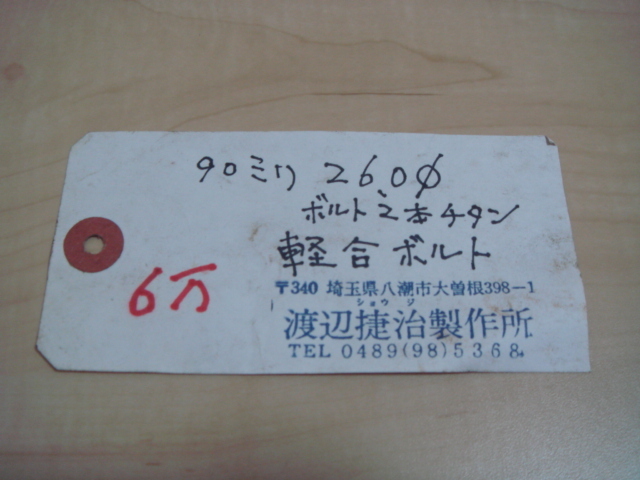 90ミリ 260φ
ボルト2本チタン
軽合ボルト
6万
〒340 埼玉県八潮市大曽根398-1
ショウジ
渡辺捷治製作所
TEL 0489(98)5368